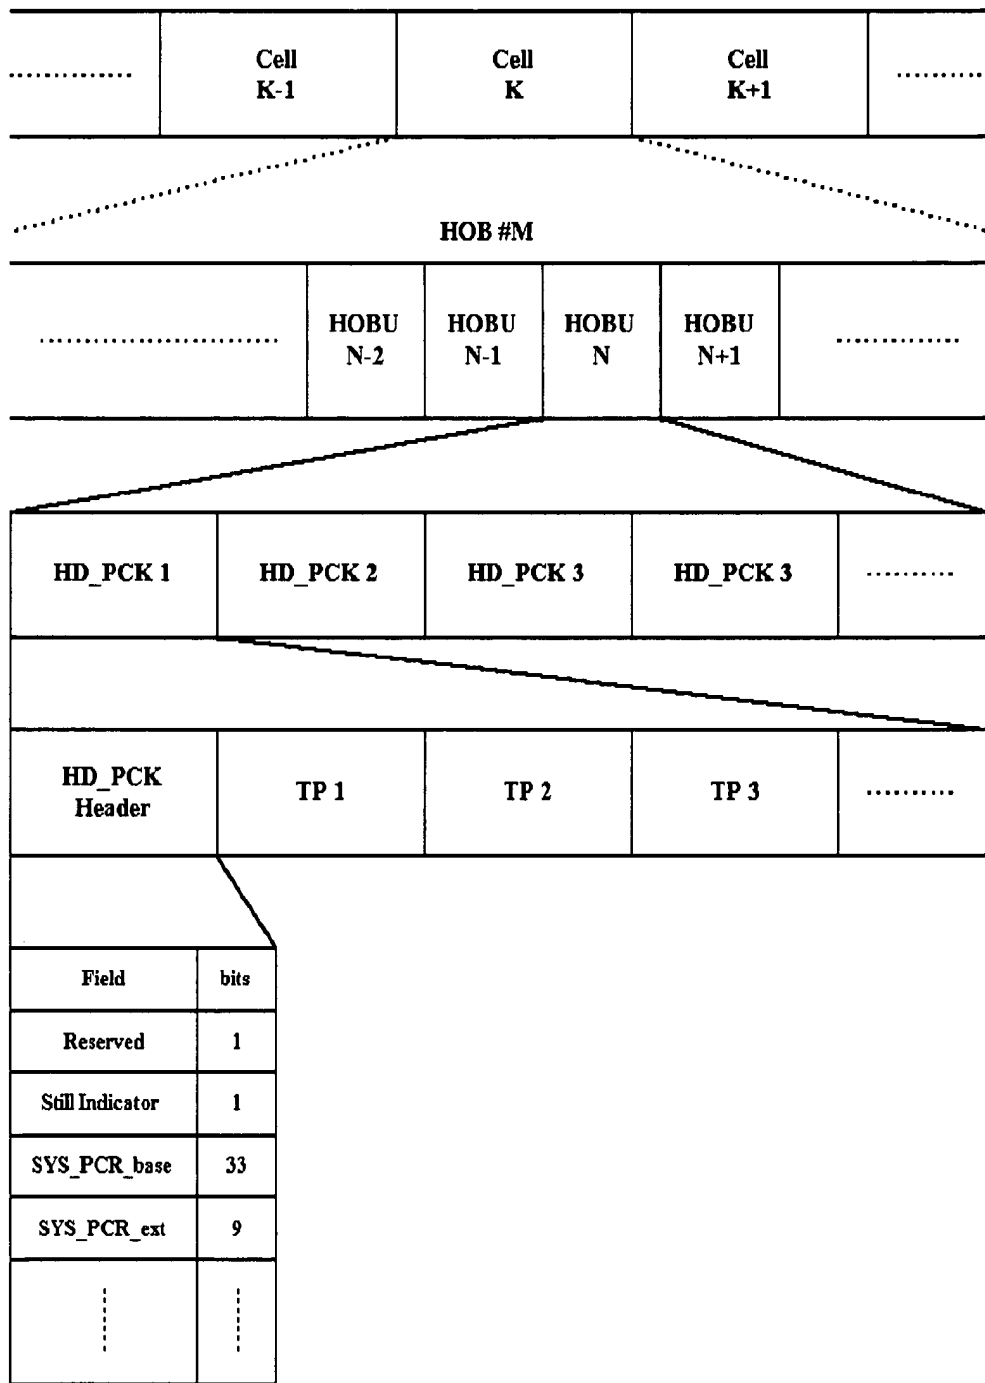 Cell
K-1
Cell
K
Cell
K+1
HOB #M
HOBU
N-2
HOBU
N-1
HOBU
N
HOBU
N+1
HD_PCK 1
HD_PCK 2
HD_PCK 3
HD_PCK 3
HD_PCK
Header
TP 1
TP 2
TP 3
Field bits
Reserved 1
Still Indicator 1
SYS_PCR_base 33
SYS_PCR_ext 9